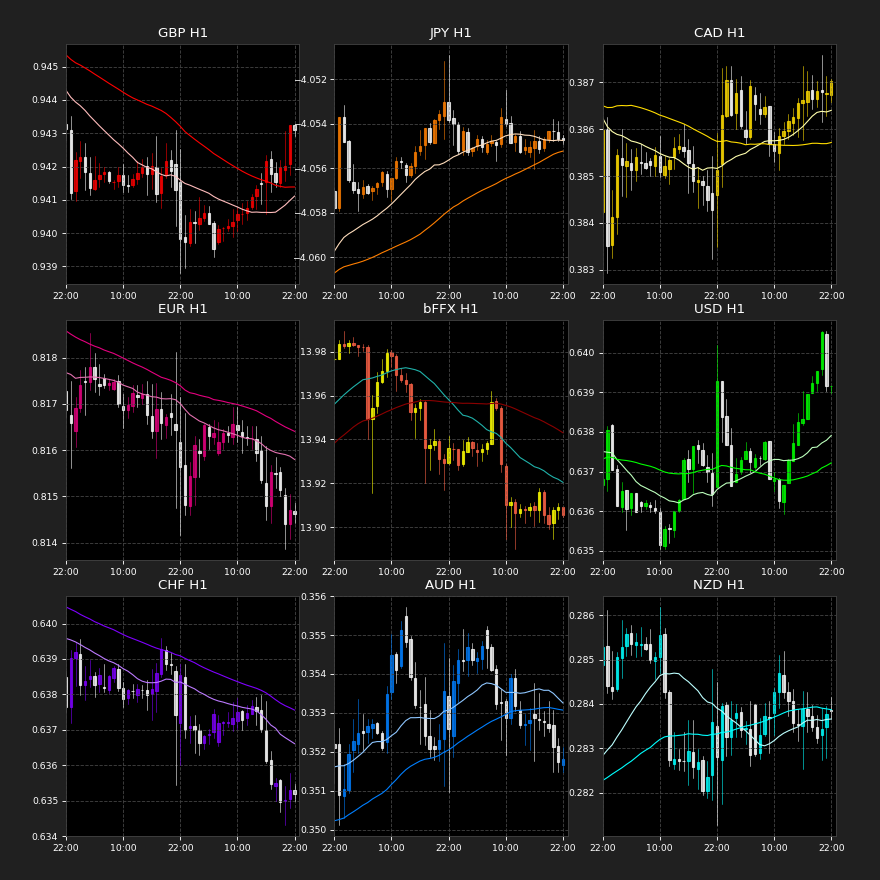 GBP H1
JPY H1
CAD H1
0.945
0.944
0.943
0.942
0.941
0.940
0.939
−4.052
−4.054
−4.056
−4.058
−4.060
0.387
0.386
0.385
0.384
0.383
22:00 10:00 22:00 10:00 22:00
22:00 10:00 22:00 10:00 22:00
22:00 10:00 22:00 10:00 22:00
EUR H1
bFFX H1
USD H1
0.818
0.817
0.816
0.815
0.814
13.98
13.96
13.94
13.92
13.90
0.640
0.639
0.638
0.637
0.636
0.635
22:00 10:00 22:00 10:00 22:00
22:00 10:00 22:00 10:00 22:00
22:00 10:00 22:00 10:00 22:00
CHF H1
AUD H1
NZD H1
0.640
0.639
0.638
0.637
0.636
0.635
0.634
0.356
0.355
0.354
0.353
0.352
0.351
0.350
0.286
0.285
0.284
0.283
0.282
22:00 10:00 22:00 10:00 22:00
22:00 10:00 22:00 10:00 22:00
22:00 10:00 22:00 10:00 22:00